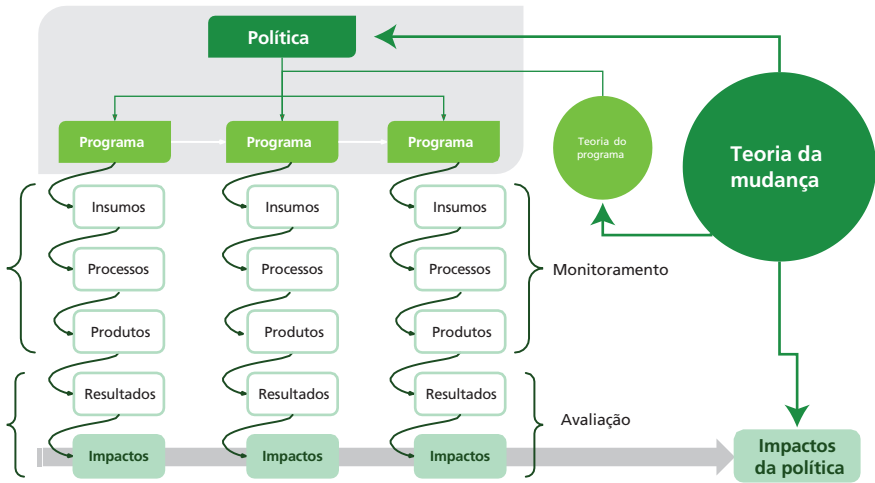 Política
Programa
Programa
Programa
Teoria do
programa
Teoria da
mudança
Insumos
Insumos
Insumos
Processos
Processos
Processos
Monitoramento
Produtos
Produtos
Produtos
Resultados
Resultados
Resultados
Avaliação
Impactos
Impactos
Impactos
Impactos
da política